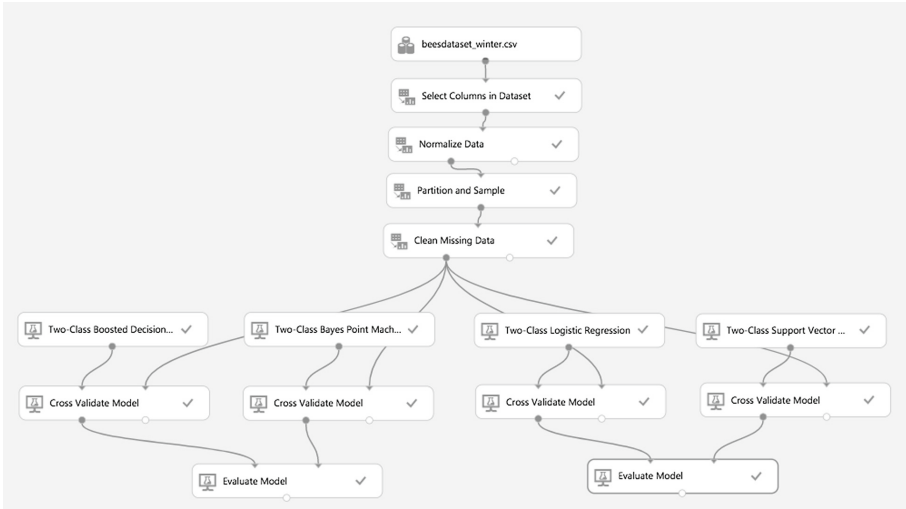 beesdataset_winter.csv
Select Columns in Dataset
Normalize Data
Partition and Sample
Clean Missing Data
Two-Class Boosted Decision...
Two-Class Bayes Point Mach...
Two-Class Logistic Regression
Two-Class Support Vector ...
Cross Validate Model
Cross Validate Model
Cross Validate Model
Cross Validate Model
Evaluate Model
Evaluate Model